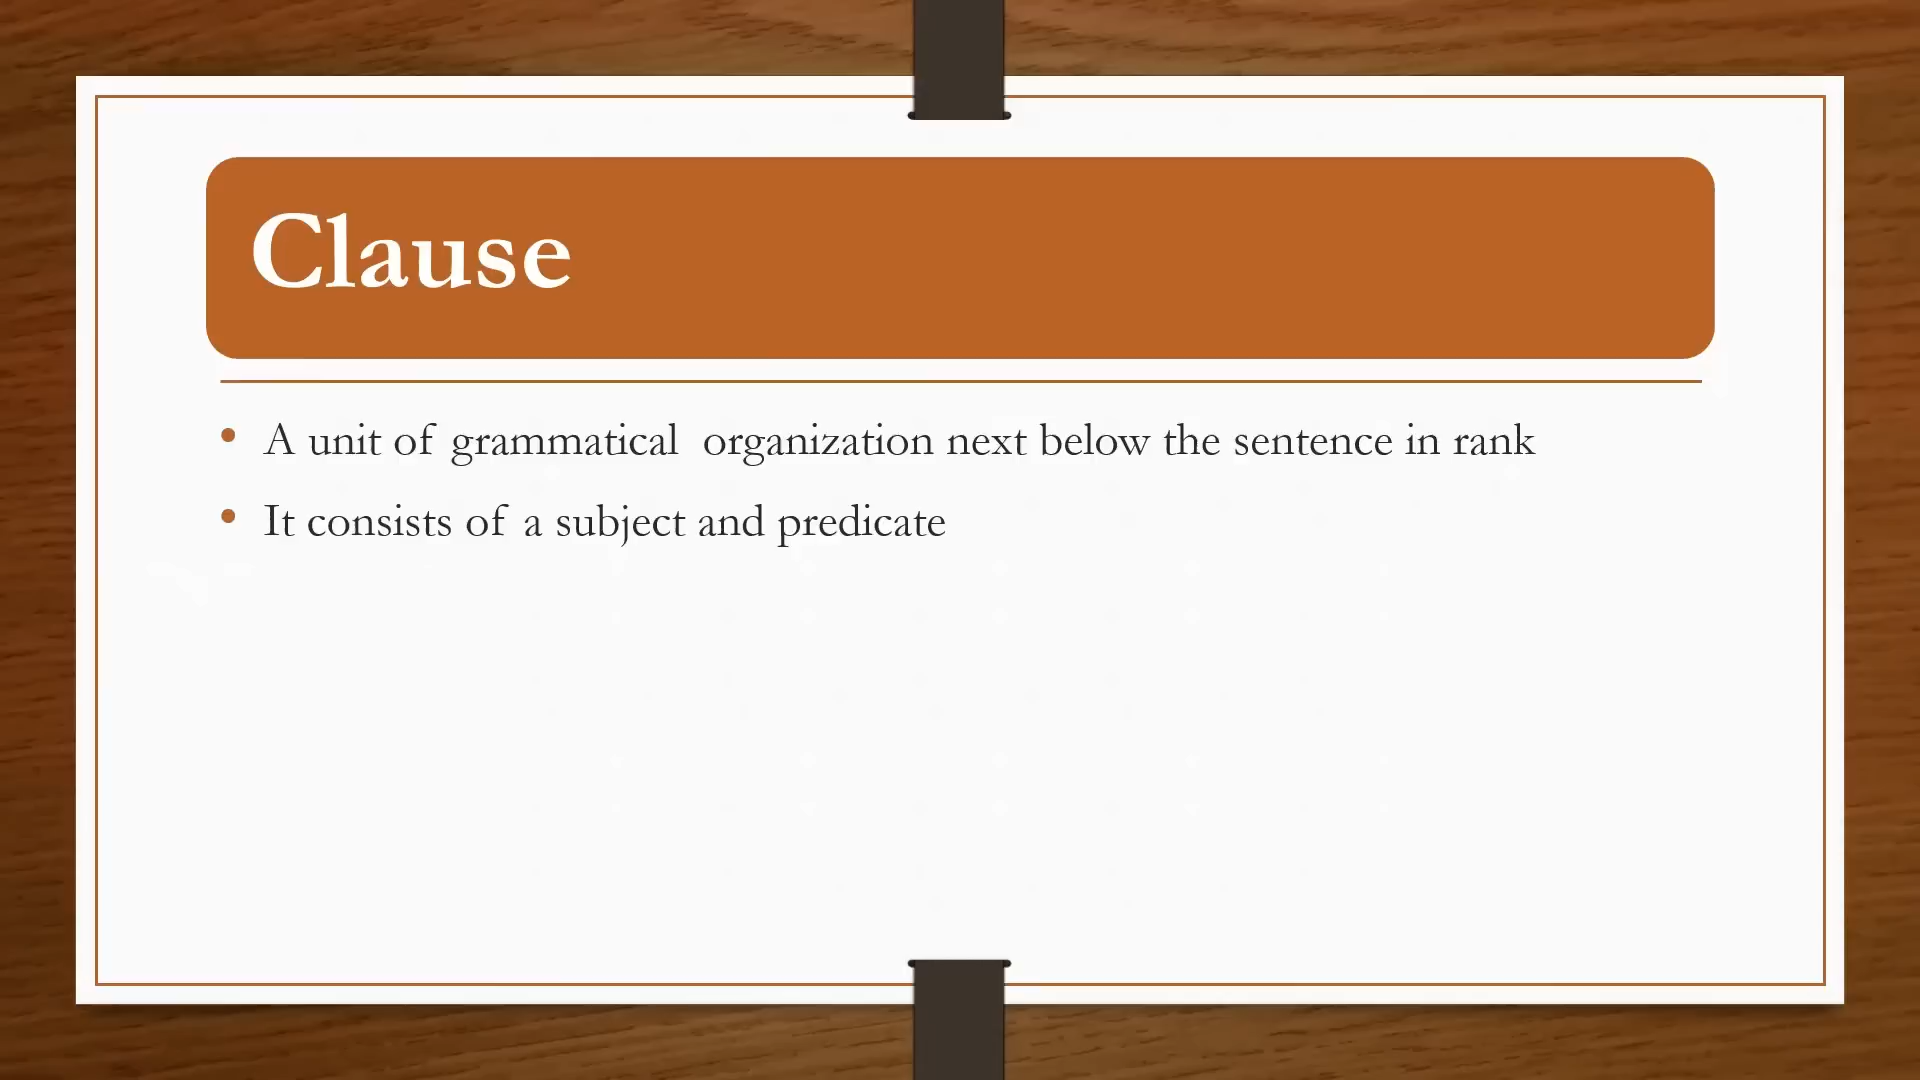 Clause
• A unit of grammatical  organization next below the sentence in rank
• It consists of a subject and predicate